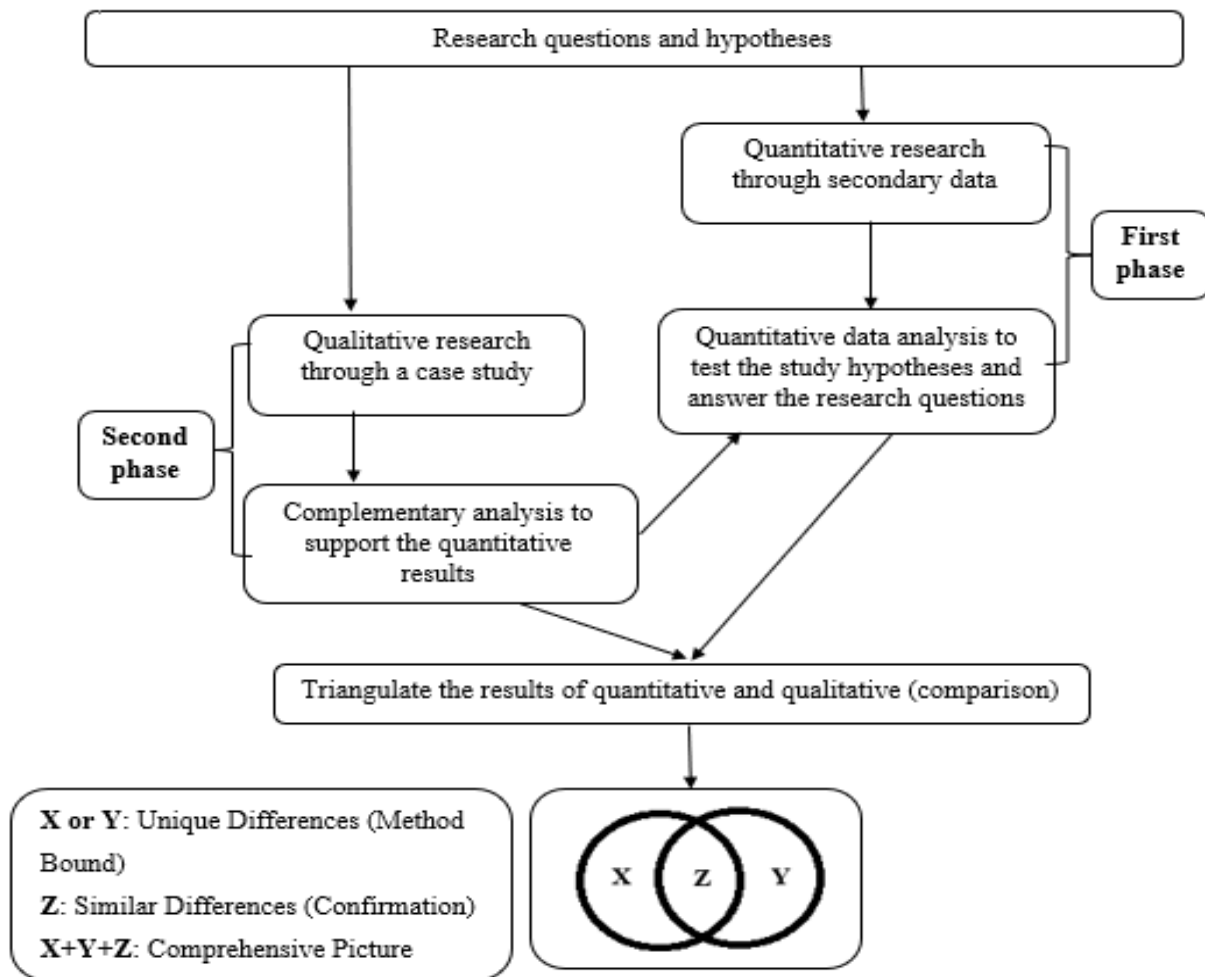 Research questions and hypotheses
Quantitative research
through secondary data
First
phase
Qualitative research
through a case study
Quantitative data analysis to
test the study hypotheses and
answer the research questions
Second
phase
Complementary analysis to
support the quantitative
results
Triangulate the results of quantitative and qualitative (comparison)
X or Y: Unique Differences (Method
Bound)
Z: Similar Differences (Confirmation)
X+Y+Z: Comprehensive Picture
X Z Y